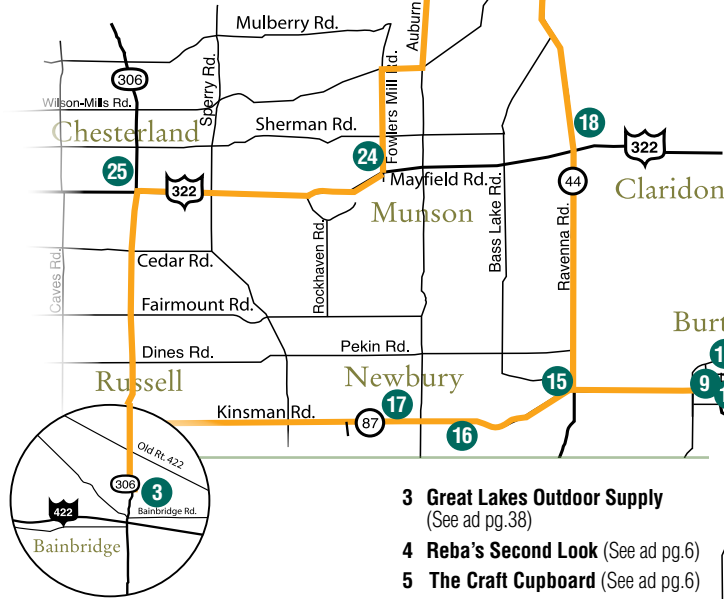 Mulberry Rd.
Auburn
306
Sperry Rd.
Fowlers Mill Rd.
Wilson-Mills Rd.
Chesterland
Sherman Rd.
18
24
322
25
322
Mayfield Rd.
44
Claridon
Munson
Bass Lake Rd.
Ravenna Rd.
Rockhaven Rd.
Caves Rd.
Cedar Rd.
Fairmount Rd.
Burt
Dines Rd.
Pekin Rd.
Russell
Newbury
15
9
17
Kinsman Rd.
87
16
Old Rt. 422
306
3
Bainbridge Rd.
422
Bainbridge
3 Great Lakes Outdoor Supply
(See ad pg.38)
4 Reba's Second Look (See ad pg.6)
5 The Craft Cupboard (See ad pg.6)